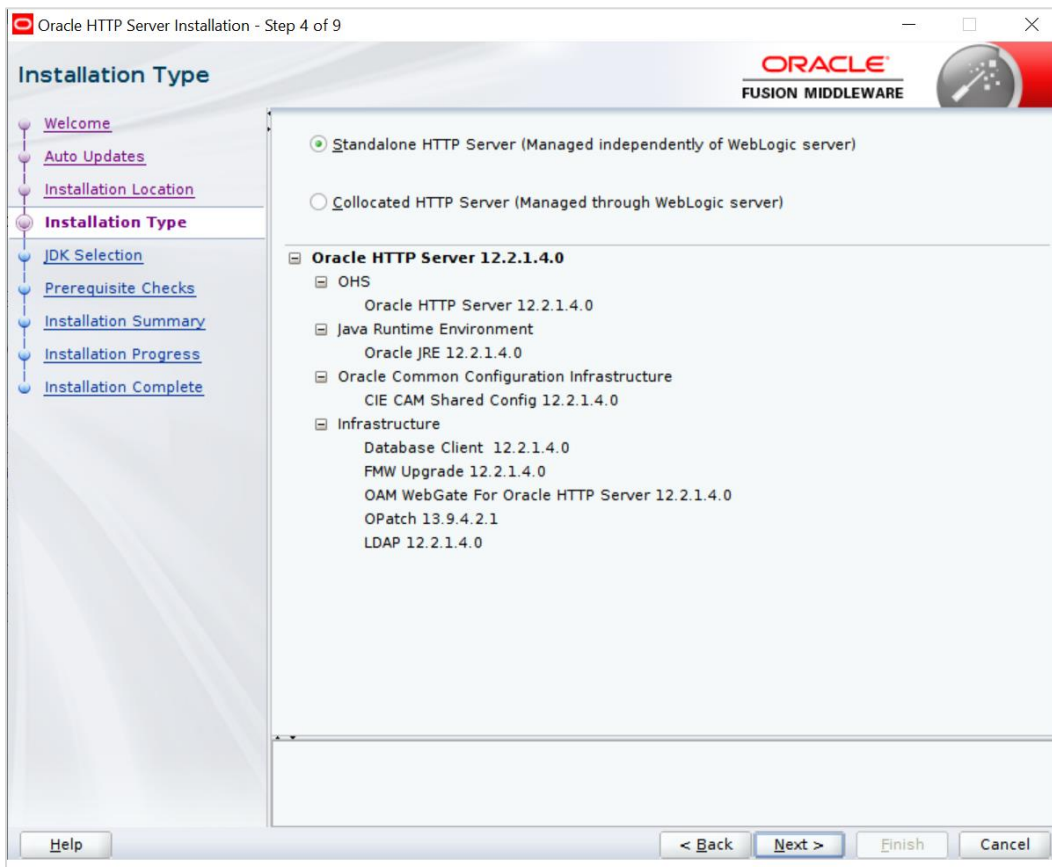 Oracle HTTP Server Installation - Step 4 of 9
Installation Type
ORACLE
FUSION MIDDLEWARE
Welcome
Auto Updates
Installation Location
Installation Type
JDK Selection
Prerequisite Checks
Installation Summary
Installation Progress
Installation Complete
Standalone HTTP Server (Managed independently of WebLogic server)
Collocated HTTP Server (Managed through WebLogic server)
Oracle HTTP Server 12.2.1.4.0
OHS
Oracle HTTP Server 12.2.1.4.0
Java Runtime Environment
Oracle JRE 12.2.1.4.0
Oracle Common Configuration Infrastructure
CIE CAM Shared Config 12.2.1.4.0
Infrastructure
Database Client 12.2.1.4.0
FMW Upgrade 12.2.1.4.0
OAM WebGate For Oracle HTTP Server 12.2.1.4.0
OPatch 13.9.4.2.1
LDAP 12.2.1.4.0
Help
< Back
Next >
Finish
Cancel